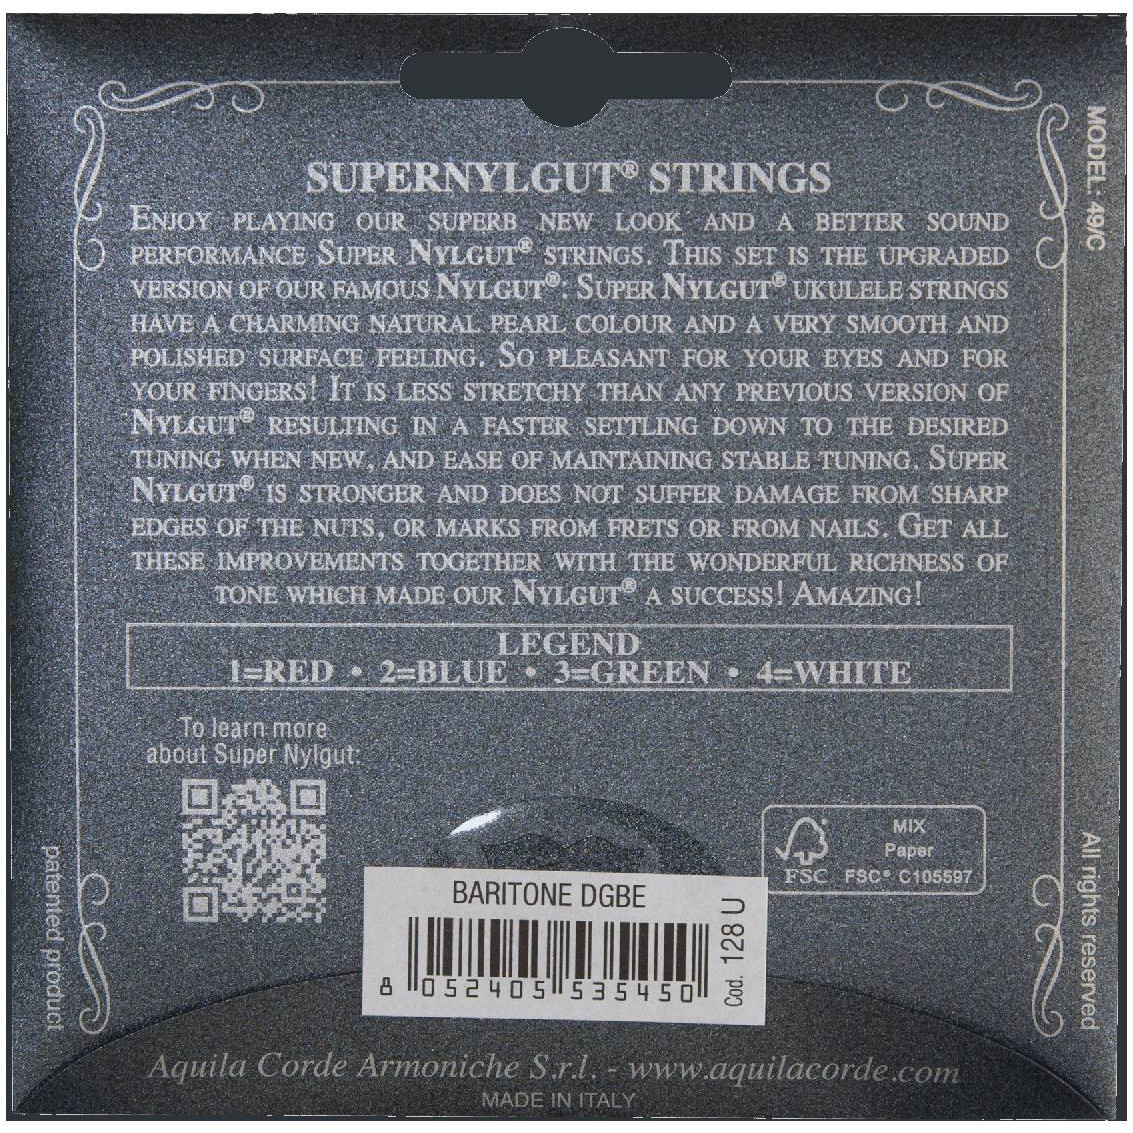 SUPERNYLGUT® STRINGS
ENJOY PLAYING OUR SUPERB NEW LOOK AND A BETTER SOUND
PERFORMANCE SUPER NYLGUT® STRINGS. THIS SET IS THE UPGRADED
VERSION OF OUR FAMOUS NYLGUT®: SUPER NYLGUT® UKULELE STRINGS
HAVE A CHARMING NATURAL PEARL COLOUR AND A VERY SMOOTH AND
POLISHED SURFACE FEELING. SO PLEASANT FOR YOUR EYES AND FOR
YOUR FINGERS! IT IS LESS STRETCHY THAN ANY PREVIOUS VERSION OF
NYLGUT® RESULTING IN A FASTER SETTLING DOWN TO THE DESIRED
TUNING WHEN NEW, AND EASE OF MAINTAINING STABLE TUNING. SUPER
NYLGUT® IS STRONGER AND DOES NOT SUFFER DAMAGE FROM SHARP
EDGES OF THE NUTS, OR MARKS FROM FRETS OR FROM NAILS. GET ALL
THESE IMPROVEMENTS TOGETHER WITH THE WONDERFUL RICHNESS OF
TONE WHICH MADE OUR NYLGUT® A SUCCESS! AMAZING!
LEGEND
1=RED • 2=BLUE • 3=GREEN • 4=WHITE
To learn more
about Super Nylgut:
MIX
Paper
FSC
FSC® C105597
BARITONE DGBE
8 052405 535450
Cod. 128 U
patented product
MODEL: 49/C
All rights reserved
Aquila Corde Armoniche S.r.l. - www.aquilacorde.com
MADE IN ITALY